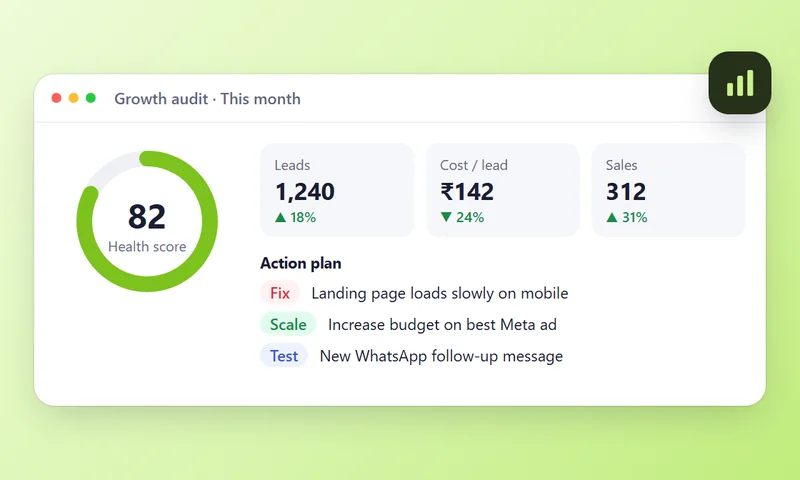 Growth audit · This month
82
Health score
Leads
1,240
▲ 18%
Cost / lead
₹142
▼ 24%
Sales
312
▲ 31%
Action plan
Fix Landing page loads slowly on mobile
Scale Increase budget on best Meta ad
Test New WhatsApp follow-up message